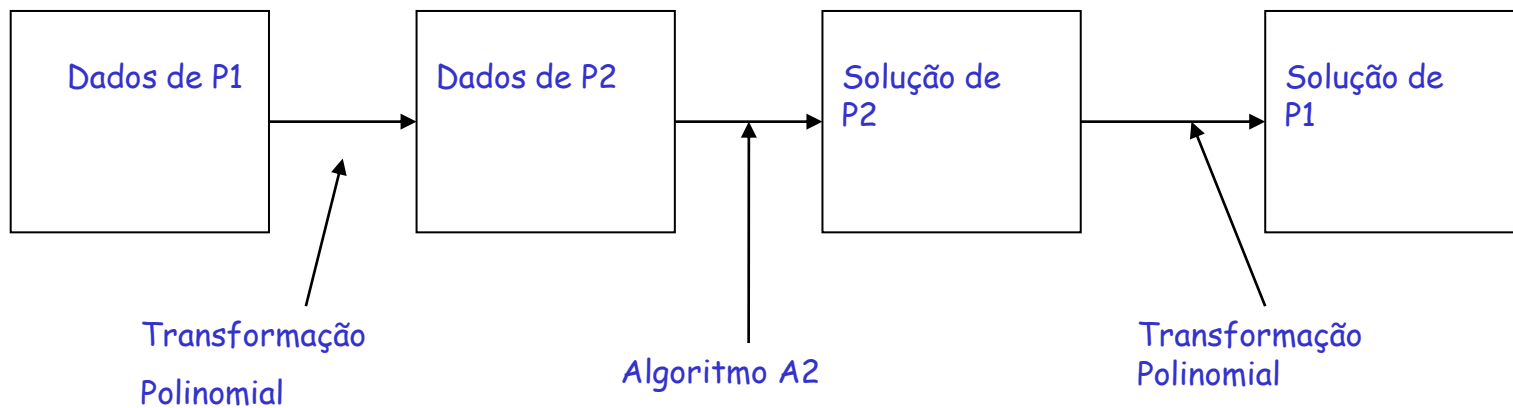 Dados de P1
Dados de P2
Solução de
P2
Solução de
P1
Transformação
Polinomial
Algoritmo A2
Transformação
Polinomial